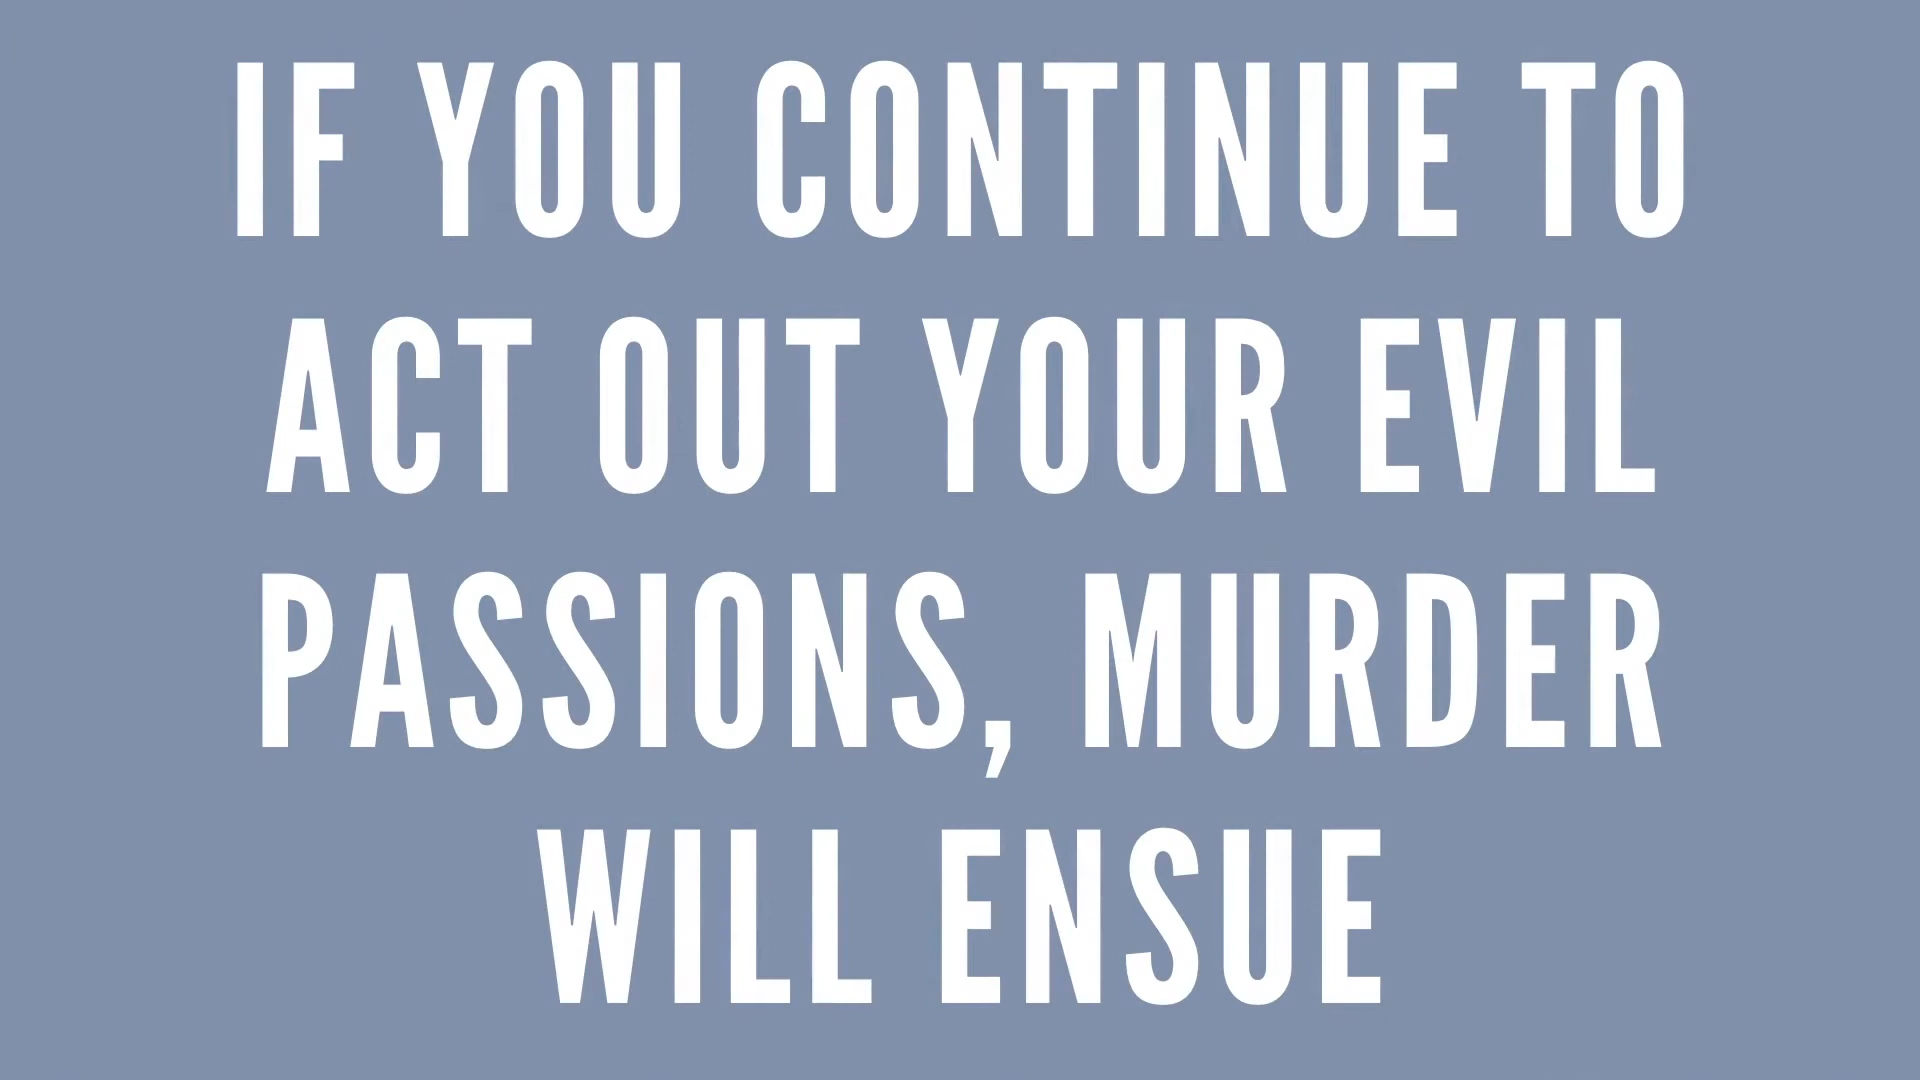 IF YOU CONTINUE TO
ACT OUT YOUR EVIL
PASSIONS, MURDER
WILL ENSUE